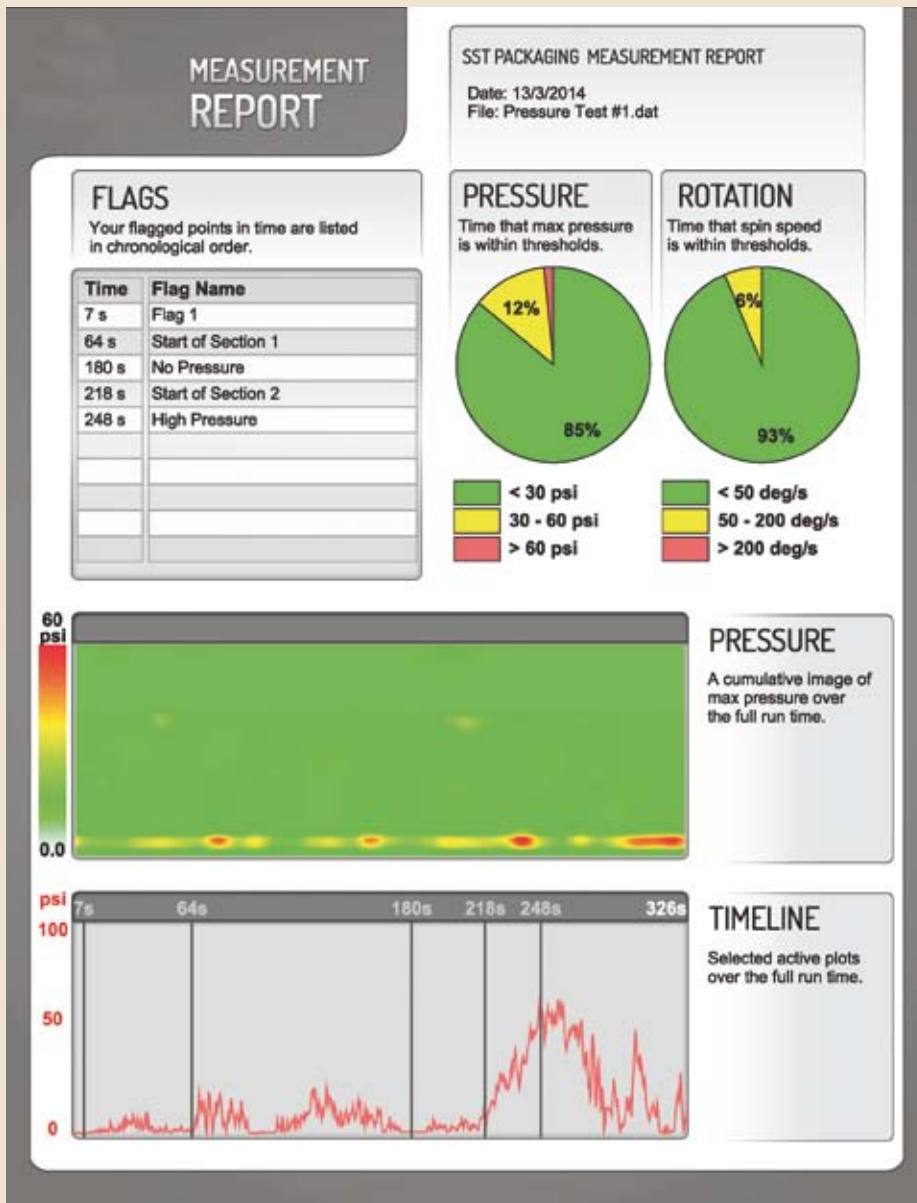 MEASUREMENT
REPORT
SST PACKAGING MEASUREMENT REPORT
Date: 13/3/2014
File: Pressure Test #1.dat
FLAGS
Your flagged points in time are listed
in chronological order.
Time Flag Name
7 s Flag 1
64 s Start of Section 1
180 s No Pressure
218 s Start of Section 2
248 s High Pressure
PRESSURE
Time that max pressure
is within thresholds.
12%
85%
< 30 psi
30 - 60 psi
> 60 psi
ROTATION
Time that spin speed
is within thresholds.
6%
93%
< 50 deg/s
50 - 200 deg/s
> 200 deg/s
60
psi
0.0
PRESSURE
A cumulative image of
max pressure over
the full run time.
psi
7s 64s 180s 218s 248s 326s
100
50
0
TIMELINE
Selected active plots
over the full run time.